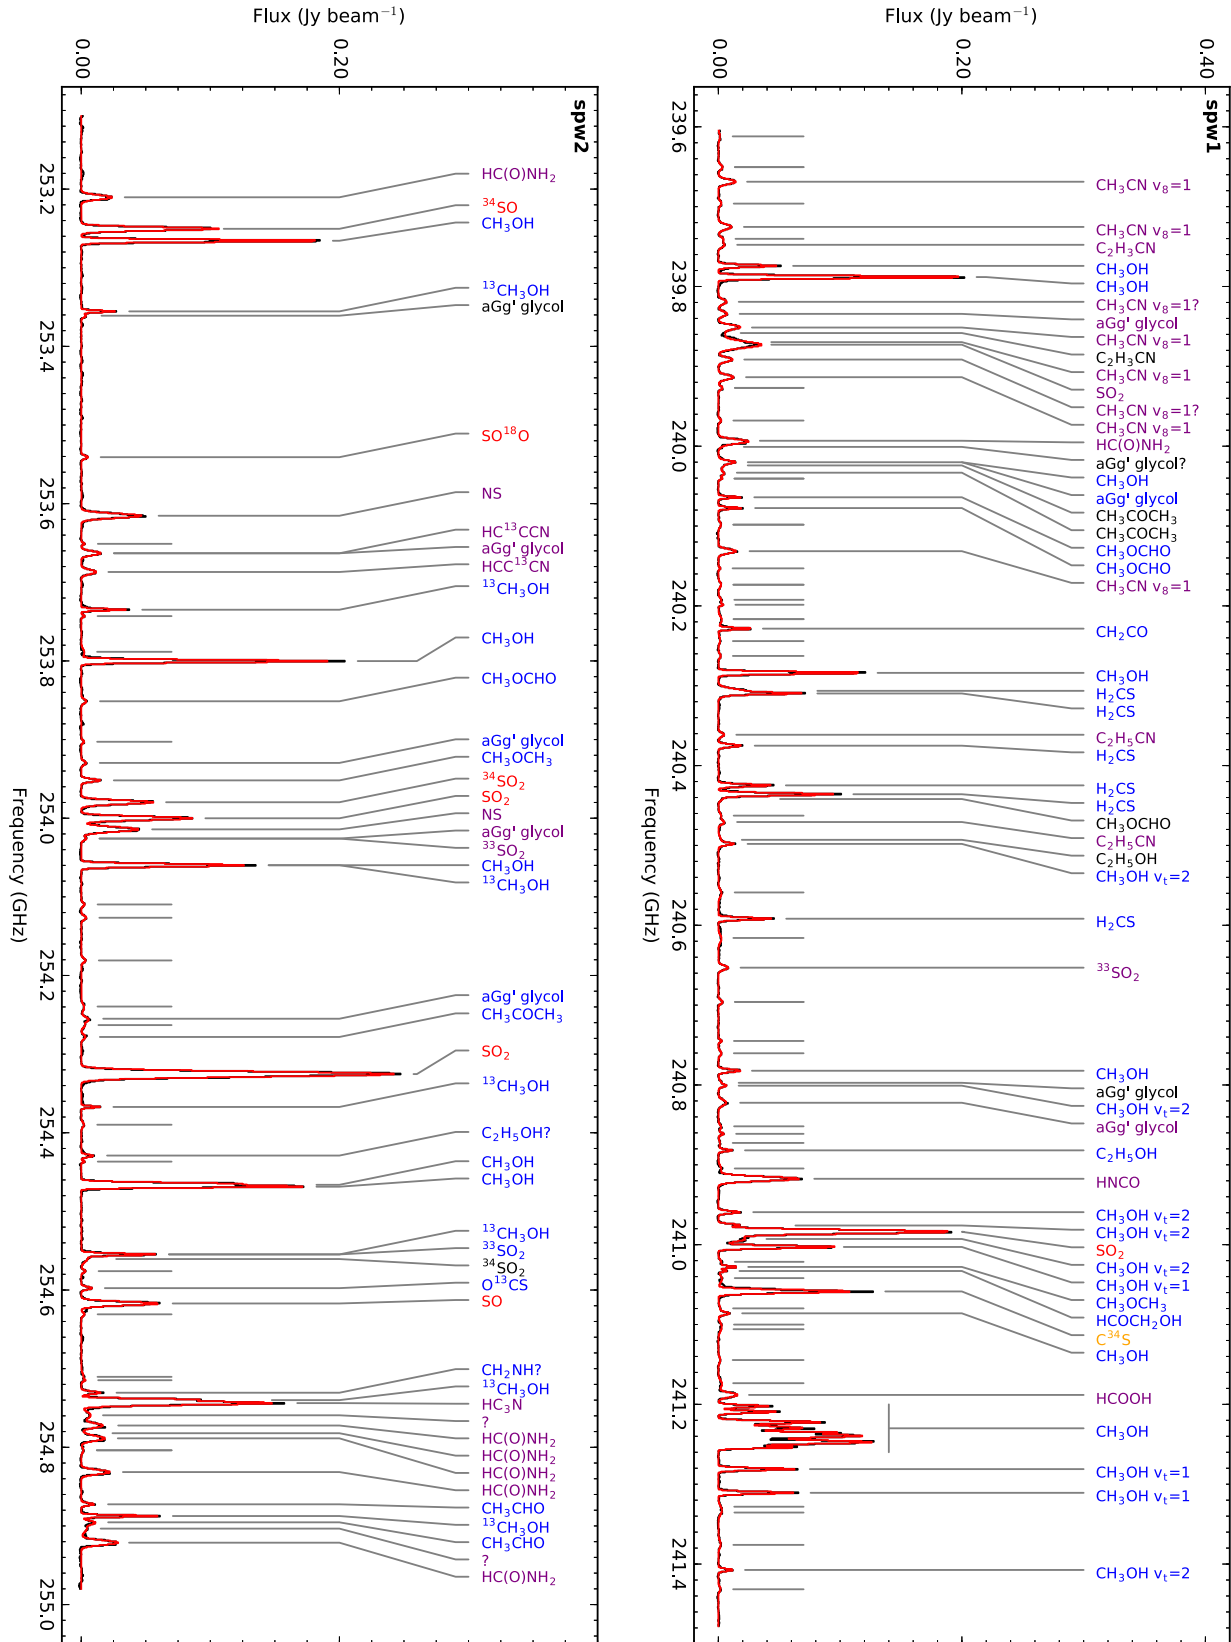 spw1
Flux (Jy beam⁻¹)
0.00
0.20
0.40
Frequency (GHz)
239.6
239.8
240.0
240.2
240.4
240.6
240.8
241.0
241.2
241.4
CH₃CN v₈=1
CH₃CN v₈=1
C₂H₃CN
CH₃OH
CH₃OH
CH₃CN v₈=1?
aGg' glycol
CH₃CN v₈=1
C₂H₃CN
CH₃CN v₈=1
SO₂
CH₃CN v₈=1?
CH₃CN v₈=1
HC(O)NH₂
aGg' glycol?
CH₃OH
aGg' glycol
CH₃COCH₃
CH₃COCH₃
CH₃OCHO
CH₃OCHO
CH₃CN v₈=1
CH₂CO
CH₃OH
H₂CS
H₂CS
C₂H₅CN
H₂CS
H₂CS
H₂CS
CH₃OCHO
C₂H₅CN
C₂H₅OH
CH₃OH vₜ=2
H₂CS
³³SO₂
CH₃OH
aGg' glycol
CH₃OH vₜ=2
aGg' glycol
C₂H₅OH
HNCO
CH₃OH vₜ=2
CH₃OH vₜ=2
SO₂
CH₃OH vₜ=2
CH₃OH vₜ=1
CH₃OCH₃
HCOCH₂OH
C³⁴S
CH₃OH
HCOOH
CH₃OH
CH₃OH vₜ=1
CH₃OH vₜ=1
CH₃OH vₜ=2
spw2
Flux (Jy beam⁻¹)
0.00
0.20
Frequency (GHz)
253.2
253.4
253.6
253.8
254.0
254.2
254.4
254.6
254.8
255.0
HC(O)NH₂
³⁴SO
CH₃OH
¹³CH₃OH
aGg' glycol
SO¹⁸O
NS
HC¹³CCN
aGg' glycol
HCC¹³CN
¹³CH₃OH
CH₃OH
CH₃OCHO
aGg' glycol
CH₃OCH₃
³⁴SO₂
SO₂
NS
aGg' glycol
³³SO₂
CH₃OH
¹³CH₃OH
aGg' glycol
CH₃COCH₃
SO₂
¹³CH₃OH
C₂H₅OH?
CH₃OH
CH₃OH
¹³CH₃OH
³³SO₂
³⁴SO₂
O¹³CS
SO
CH₂NH?
¹³CH₃OH
HC₃N
?
HC(O)NH₂
HC(O)NH₂
HC(O)NH₂
HC(O)NH₂
CH₃CHO
¹³CH₃OH
CH₃CHO
?
HC(O)NH₂